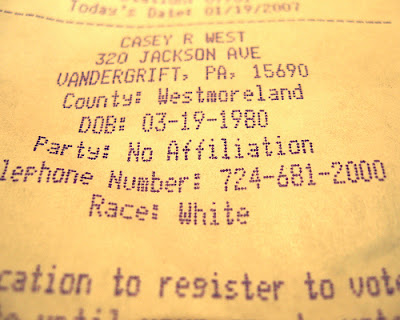 Today's Date: 01/19/2007
CASEY R WEST
320 JACKSON AVE
VANDERGRIFT, PA, 15690
County: Westmoreland
DOB: 03-19-1980
Party: No Affiliation
lephone Number: 724-681-2000
Race: White
cation to register to vote